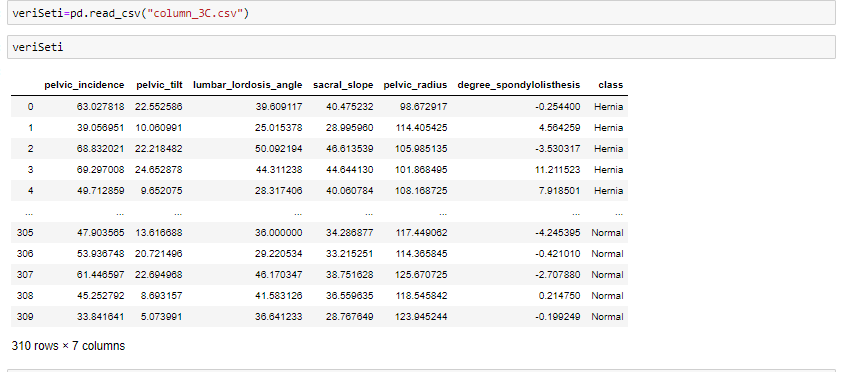 veriSeti=pd.read_csv("column_3C.csv")
veriSeti
pelvic_incidence pelvic_tilt lumbar_lordosis_angle sacral_slope pelvic_radius degree_spondylolisthesis class
0 63.027818 22.552586 39.609117 40.475232 98.672917 -0.254400 Hernia
1 39.056951 10.060991 25.015378 28.995960 114.405425 4.564259 Hernia
2 68.832021 22.218482 50.092194 46.613539 105.985135 -3.530317 Hernia
3 69.297008 24.652878 44.311238 44.644130 101.868495 11.211523 Hernia
4 49.712859 9.652075 28.317406 40.060784 108.168725 7.918501 Hernia
... ... ... ... ... ... ... ...
305 47.903565 13.616688 36.000000 34.286877 117.449062 -4.245395 Normal
306 53.936748 20.721496 29.220534 33.215251 114.365845 -0.421010 Normal
307 61.446597 22.694968 46.170347 38.751628 125.670725 -2.707880 Normal
308 45.252792 8.693157 41.583126 36.559635 118.545842 0.214750 Normal
309 33.841641 5.073991 36.641233 28.767649 123.945244 -0.199249 Normal
310 rows × 7 columns